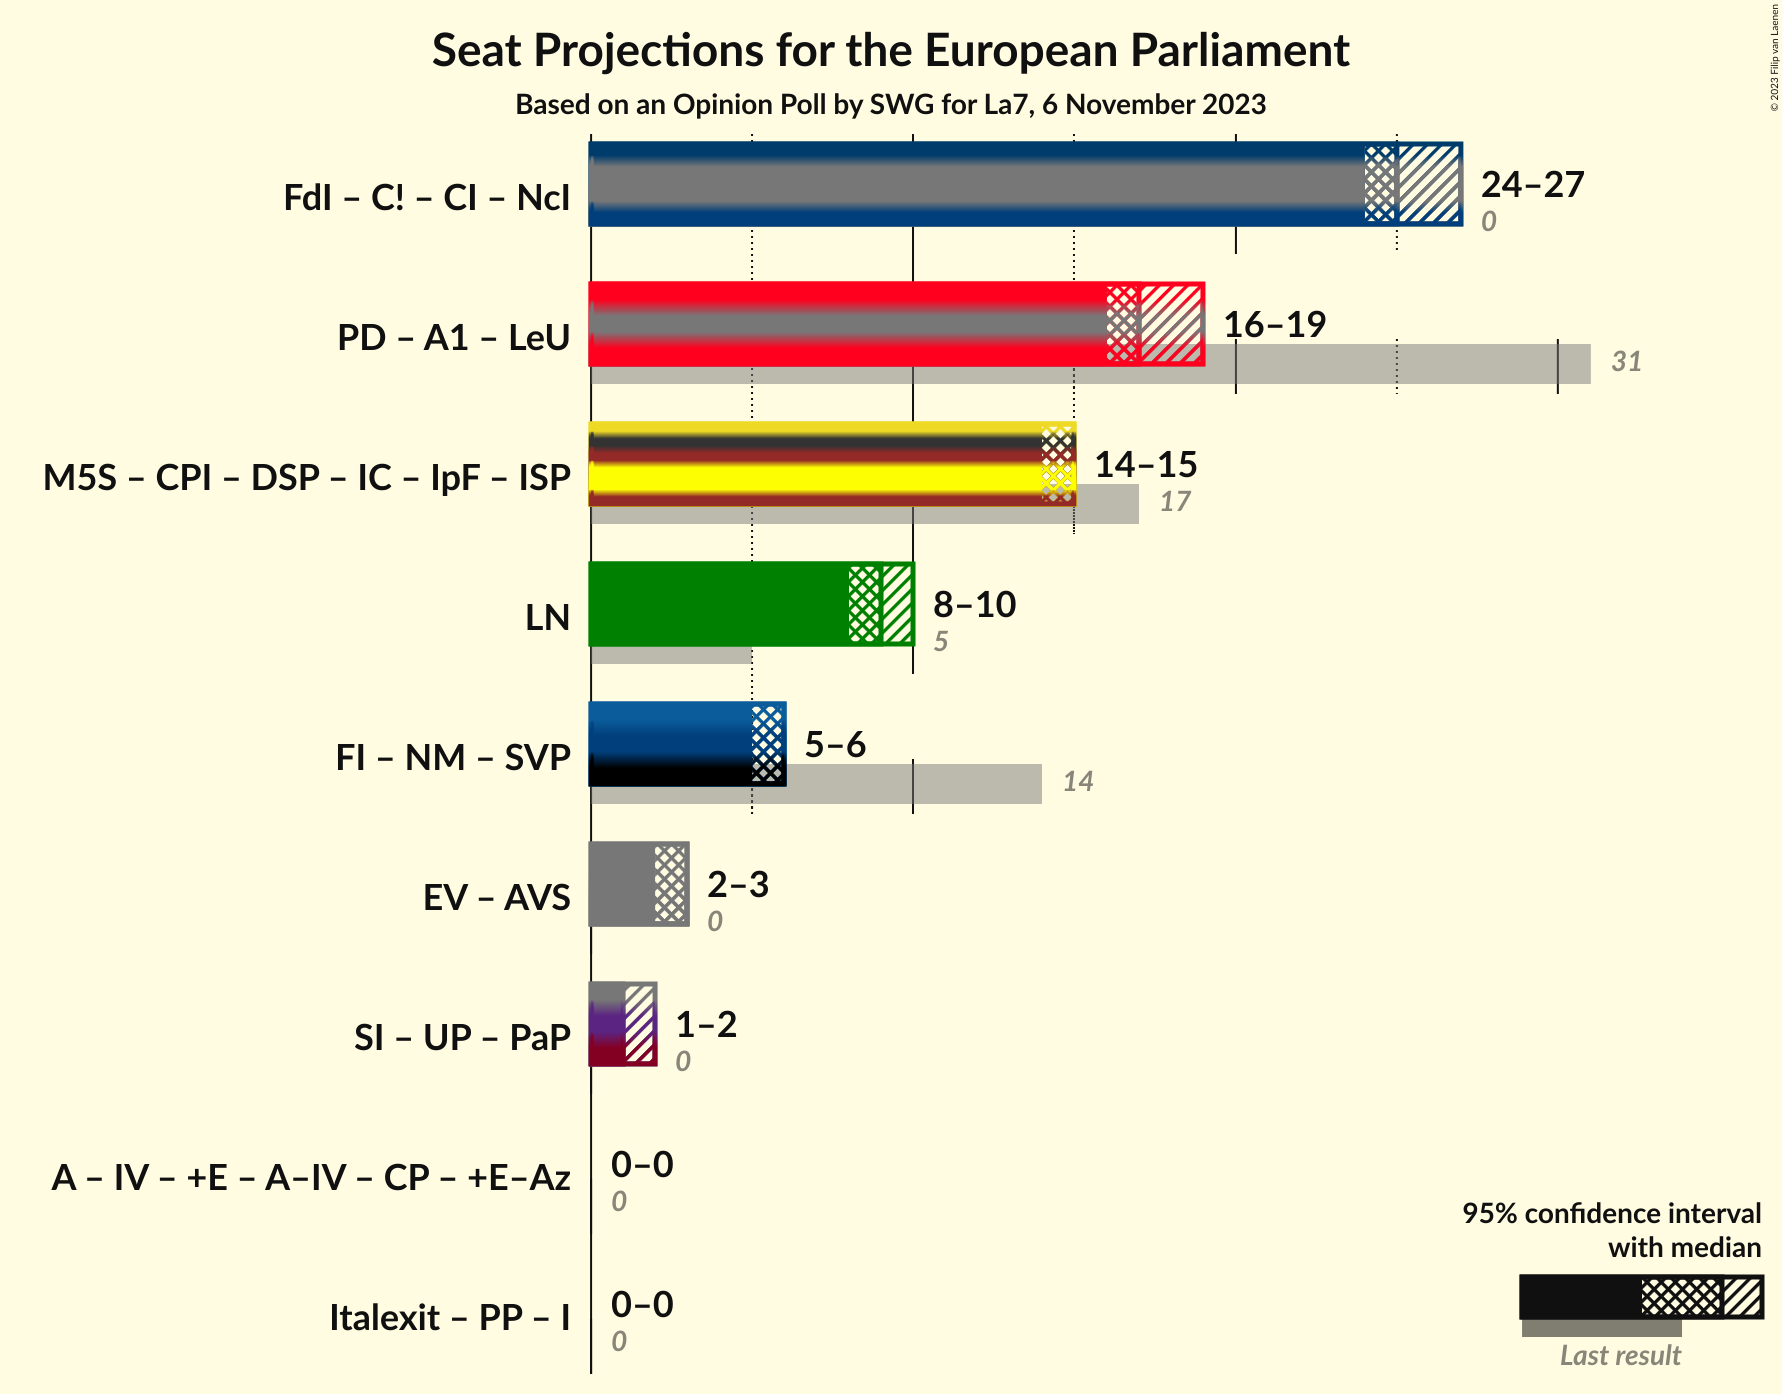 Seat Projections for the European Parliament
Based on an Opinion Poll by SWG for La7, 6 November 2023
© 2023 Filip van Laenen
FdI – C! – CI – NcI
24–27
0
PD – A1 – LeU
16–19
31
M5S – CPI – DSP – IC – IpF – ISP
14–15
17
LN
8–10
5
FI – NM – SVP
5–6
14
EV – AVS
2–3
0
SI – UP – PaP
1–2
0
A – IV – +E – A–IV – CP – +E–Az
0–0
0
Italexit – PP – I
0–0
0
95% confidence interval
with median
Last result